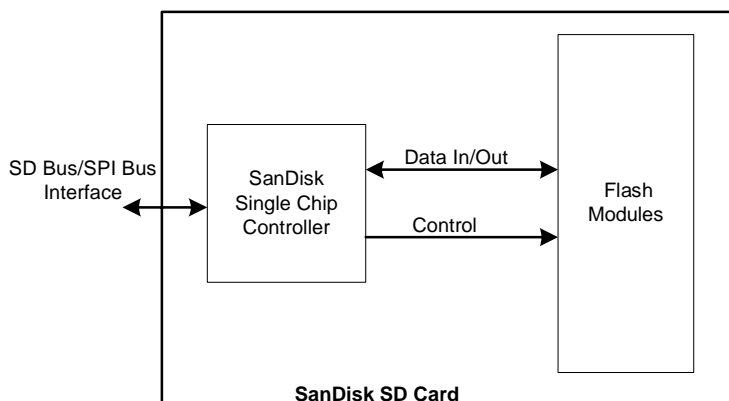 SD Bus/SPI Bus
Interface
SanDisk
Single Chip
Controller
Data In/Out
Control
Flash
Modules
SanDisk SD Card